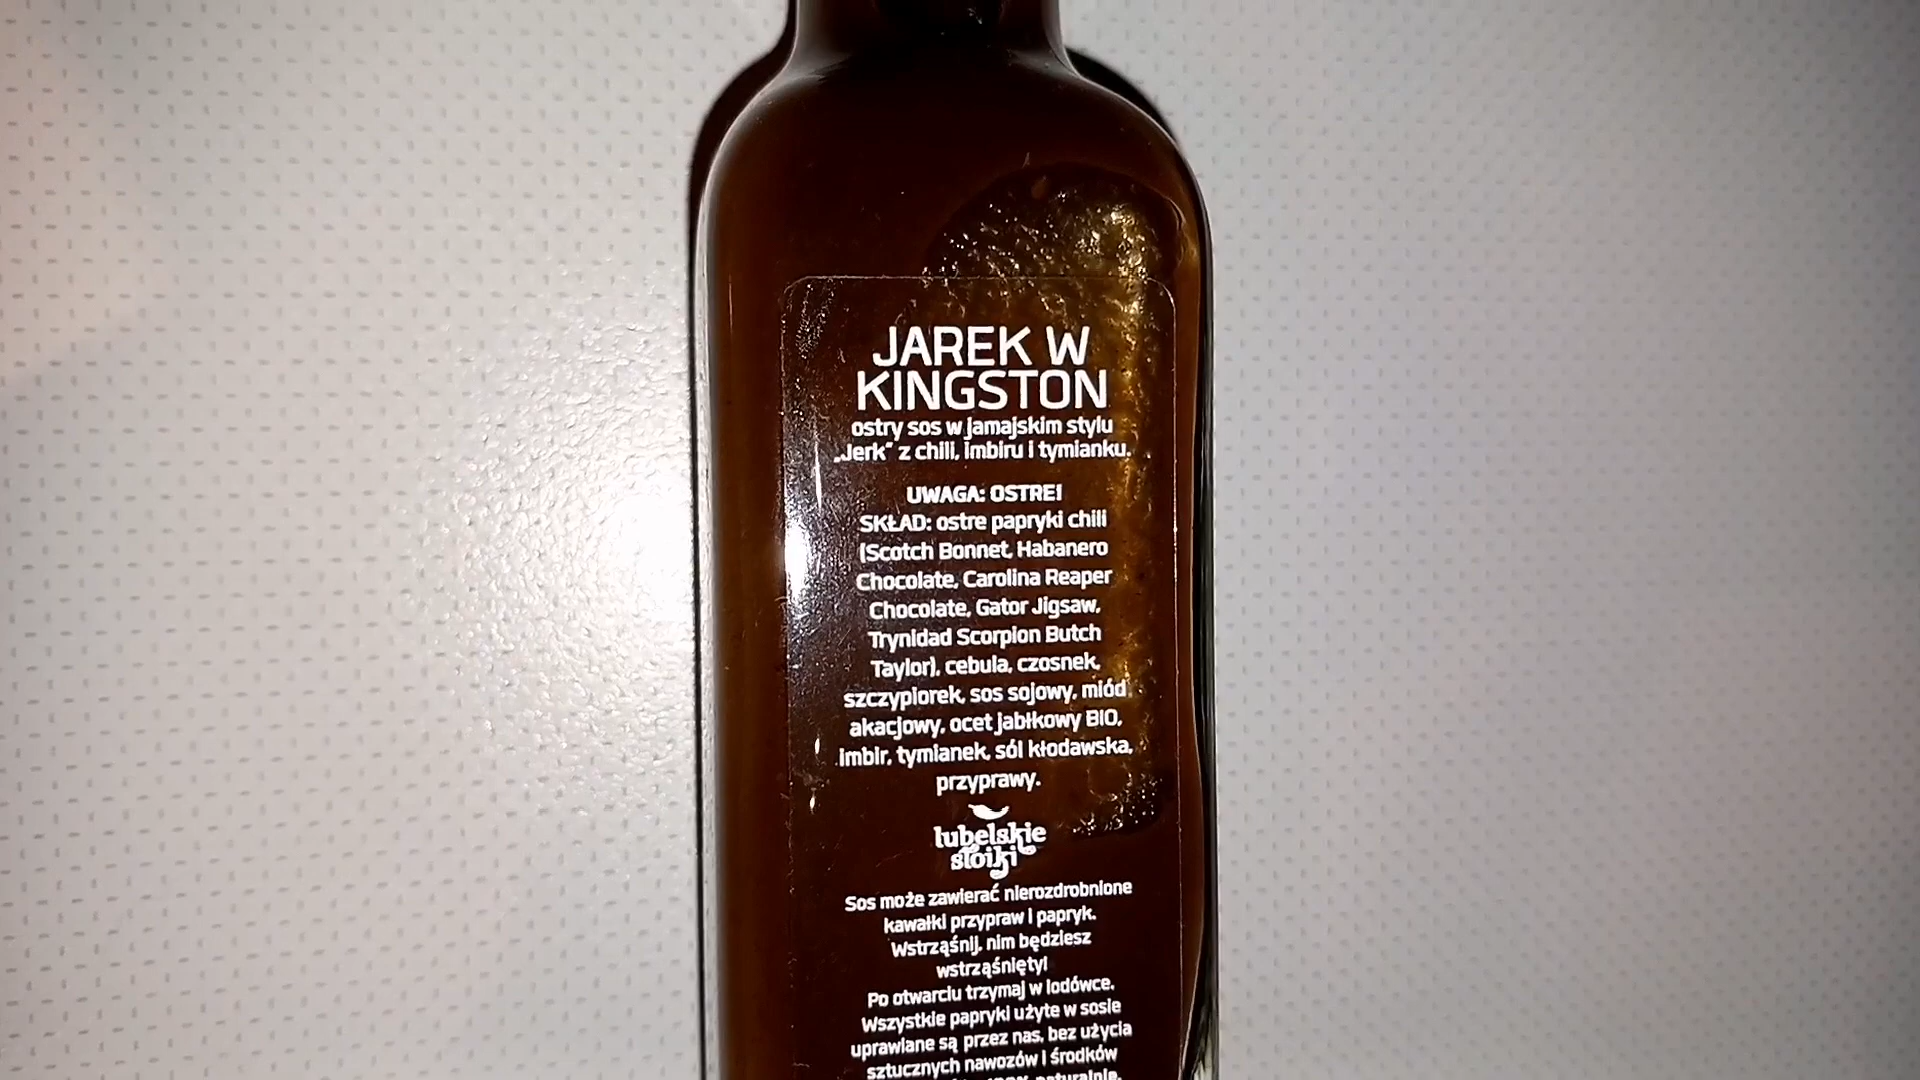 JAREK W
KINGSTON
ostry sos w jamajskim stylu
„Jerk" z chili, imbiru i tymianku.
UWAGA: OSTRE!
SKŁAD: ostre papryki chili
(Scotch Bonnet, Habanero
Chocolate, Carolina Reaper
Chocolate, Gator Jigsaw,
Trynidad Scorpion Butch
Taylor), cebula, czosnek,
szczypiorek, sos sojowy, miód
akacjowy, ocet jabłkowy BIO,
imbir, tymianek, sól kłodawska,
przyprawy.
lubelskie
słoiki
Sos może zawierać nierozdrobnione
kawałki przypraw i papryk.
Wstrząśnij, nim będziesz
wstrząśnięty!
Po otwarciu trzymaj w lodówce.
Wszystkie papryki użyte w sosie
uprawiane są przez nas, bez użycia
sztucznych nawozów i środków
naturalnie.